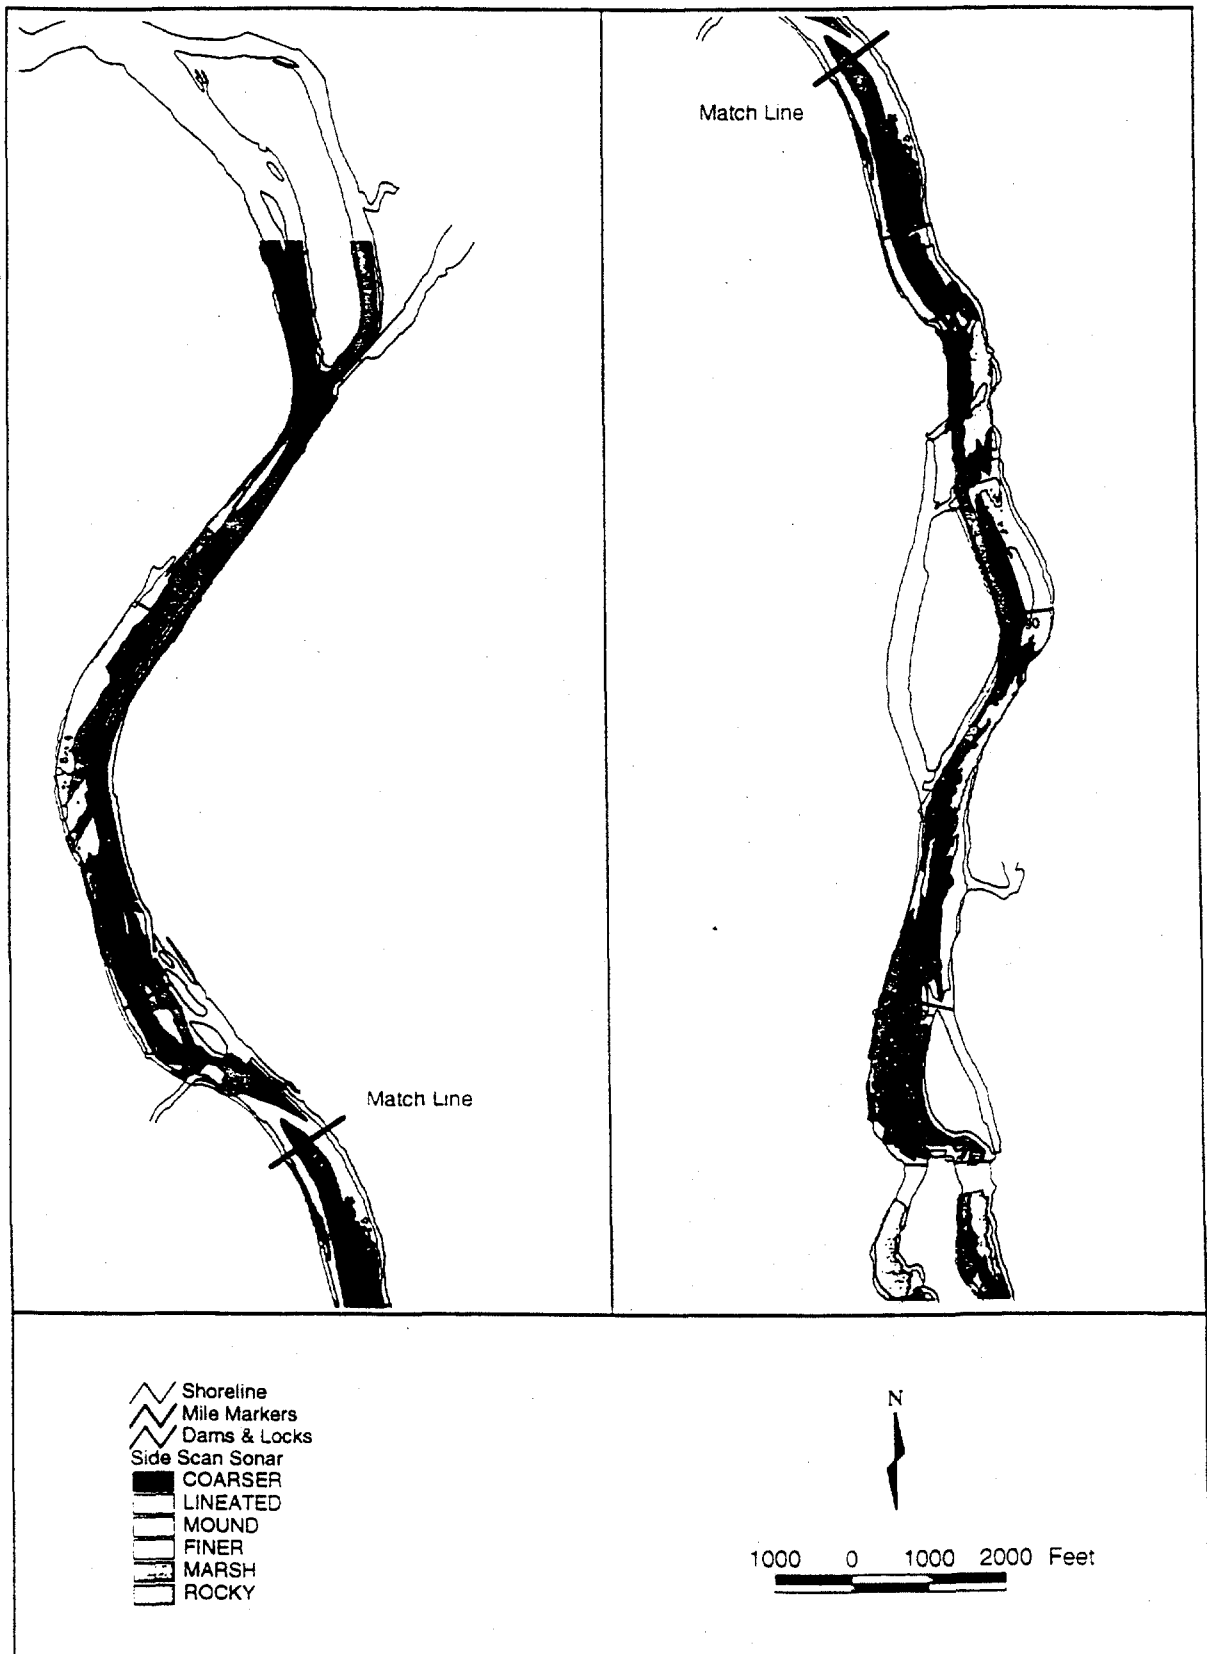 Match Line
Match Line
Shoreline
Mile Markers
Dams & Locks
Side Scan Sonar
COARSER
LINEATED
MOUND
FINER
MARSH
ROCKY
N
1000 0 1000 2000 Feet